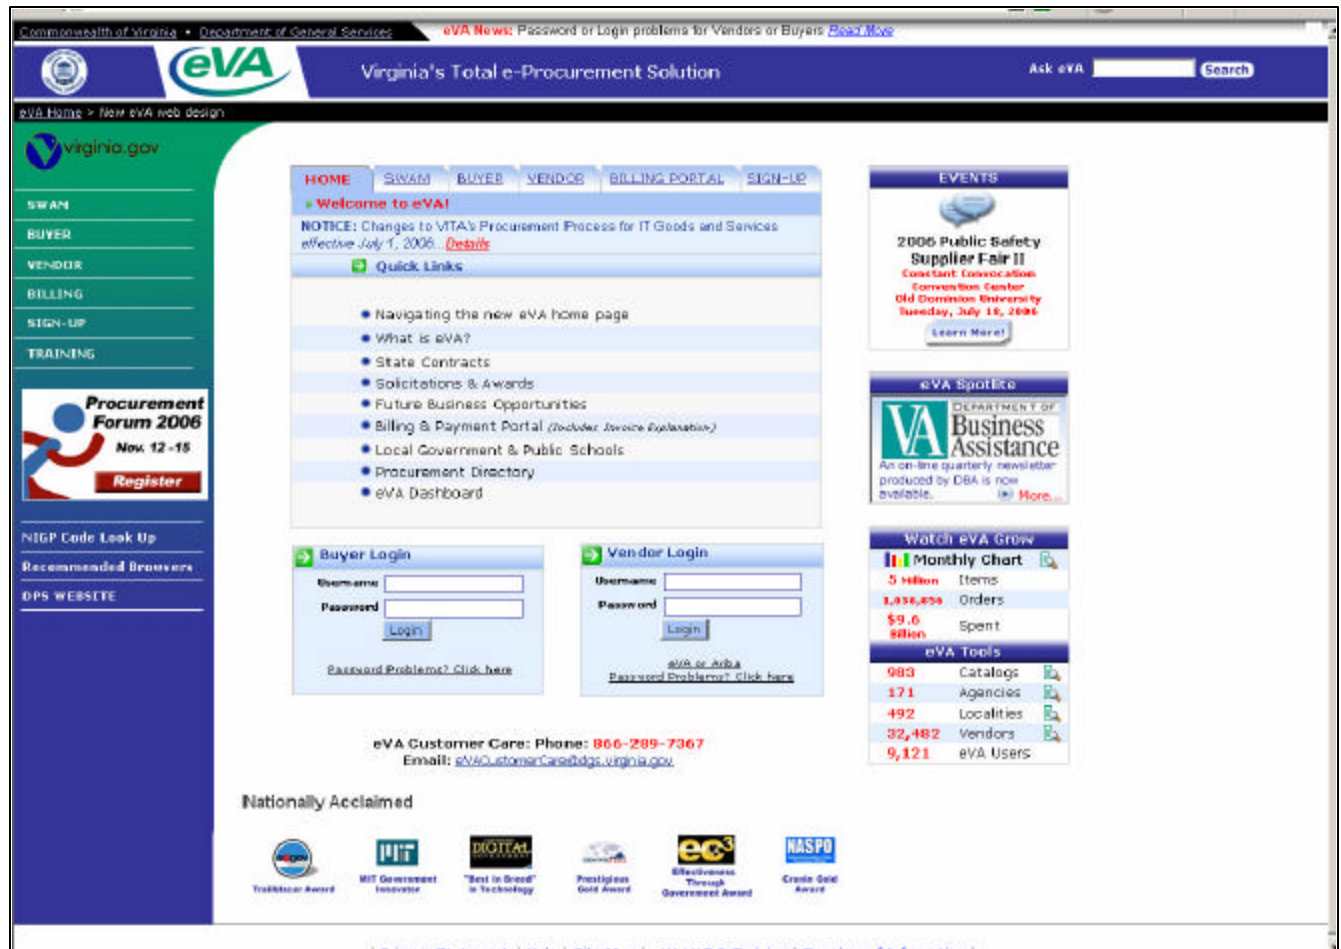 Commonwealth of Virginia • Department of General Services
eVA News: Password or Login problems for Vendors or Buyers Read More
eVA
Virginia's Total e-Procurement Solution
Ask eVA
Search
eVA Home > New eVA web design
virginia.gov
SWAM
BUYER
VENDOR
BILLING
SIGN-UP
TRAINING
Procurement
Forum 2006
Nov. 12-15
Register
NIGP Code Look Up
Recommended Browsers
DPS WEBSITE
HOME SWAM BUYER VENDOR BILLING PORTAL SIGN-UP
Welcome to eVA!
NOTICE: Changes to VITA's Procurement Process for IT Goods and Services
effective July 1, 2006...Details
Quick Links
Navigating the new eVA home page
What is eVA?
State Contracts
Solicitations & Awards
Future Business Opportunities
Billing & Payment Portal (Includes Invoice Explanation)
Local Government & Public Schools
Procurement Directory
eVA Dashboard
Buyer Login
Username
Password
Login
Password Problems? Click here
Vendor Login
Username
Password
Login
eVA or Ariba
Password Problems? Click here
eVA Customer Care: Phone: 866-289-7367
Email: eVACustomerCare@dgs.virginia.gov
EVENTS
2006 Public Safety
Supplier Fair II
Constant Convocation
Convention Center
Old Dominion University
Tuesday, July 18, 2006
Learn More!
eVA Spotlite
VA DEPARTMENT OF
Business
Assistance
An on-line quarterly newsletter
produced by DBA is now
available. More...
Watch eVA Grow
Monthly Chart
5 Million Items
Orders
$9.6 Billion Spent
eVA Tools
983 Catalogs
171 Agencies
492 Localities
32,482 Vendors
9,121 eVA Users
Nationally Acclaimed
egov
Trailblazer Award
MIT
MIT Government
Innovator
DIGITAL
"Best in Breed"
in Technology
Prestigious
Gold Award
ec3
Effectiveness
Through
Government Award
NASPO
Cronin Gold
Award